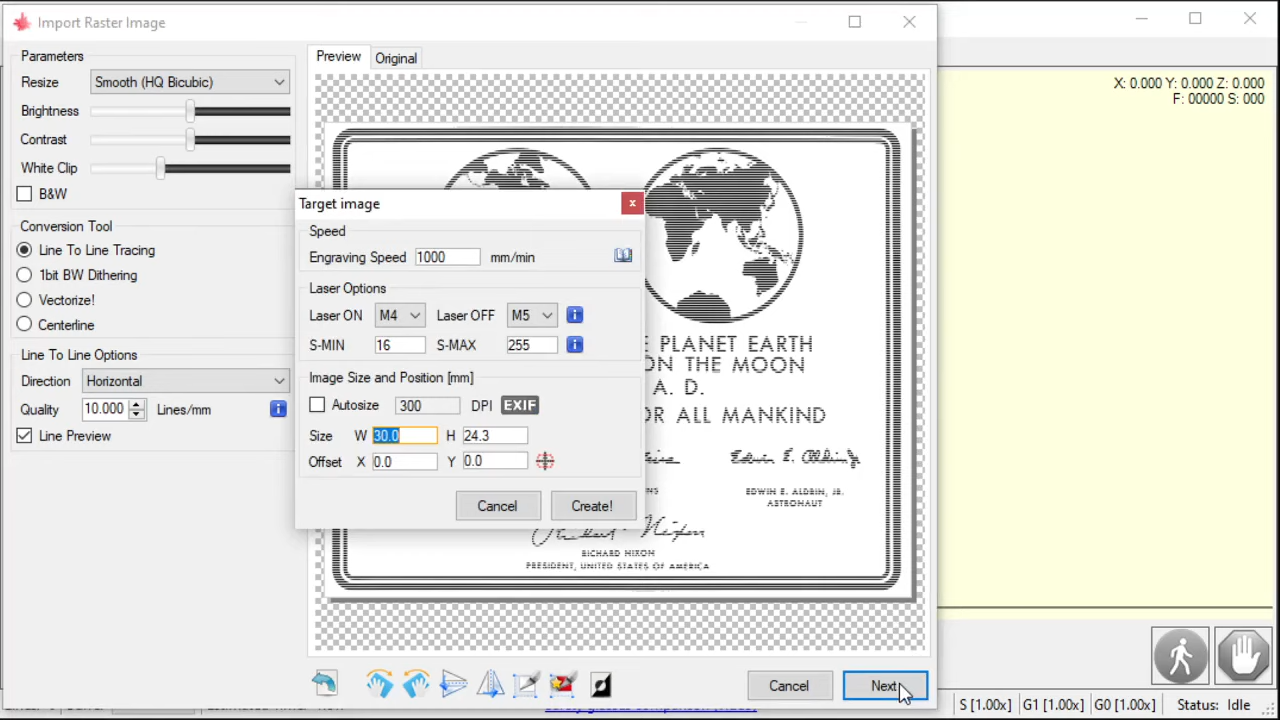 Import Raster Image
Parameters
Resize Smooth (HQ Bicubic)
Brightness
Contrast
White Clip
B&W
Conversion Tool
Line To Line Tracing
1bit BW Dithering
Vectorize!
Centerline
Line To Line Options
Direction Horizontal
Quality 10.000 Lines/mm
Line Preview
Preview Original
Target image
Speed
Engraving Speed 1000 mm/min
Laser Options
Laser ON M4 Laser OFF M5
S-MIN 16 S-MAX 255
Image Size and Position [mm]
Autosize 300 DPI EXIF
Size W 30.0 H 24.3
Offset X 0.0 Y 0.0
Cancel Create!
PLANET EARTH
ON THE MOON
A. D.
FOR ALL MANKIND
EDWIN E. ALDRIN, JR.
ASTRONAUT
RICHARD NIXON
PRESIDENT, UNITED STATES OF AMERICA
Cancel Next
X: 0.000 Y: 0.000 Z: 0.000
F: 00000 S: 000
S [1.00x] G1 [1.00x] G0 [1.00x] Status: Idle